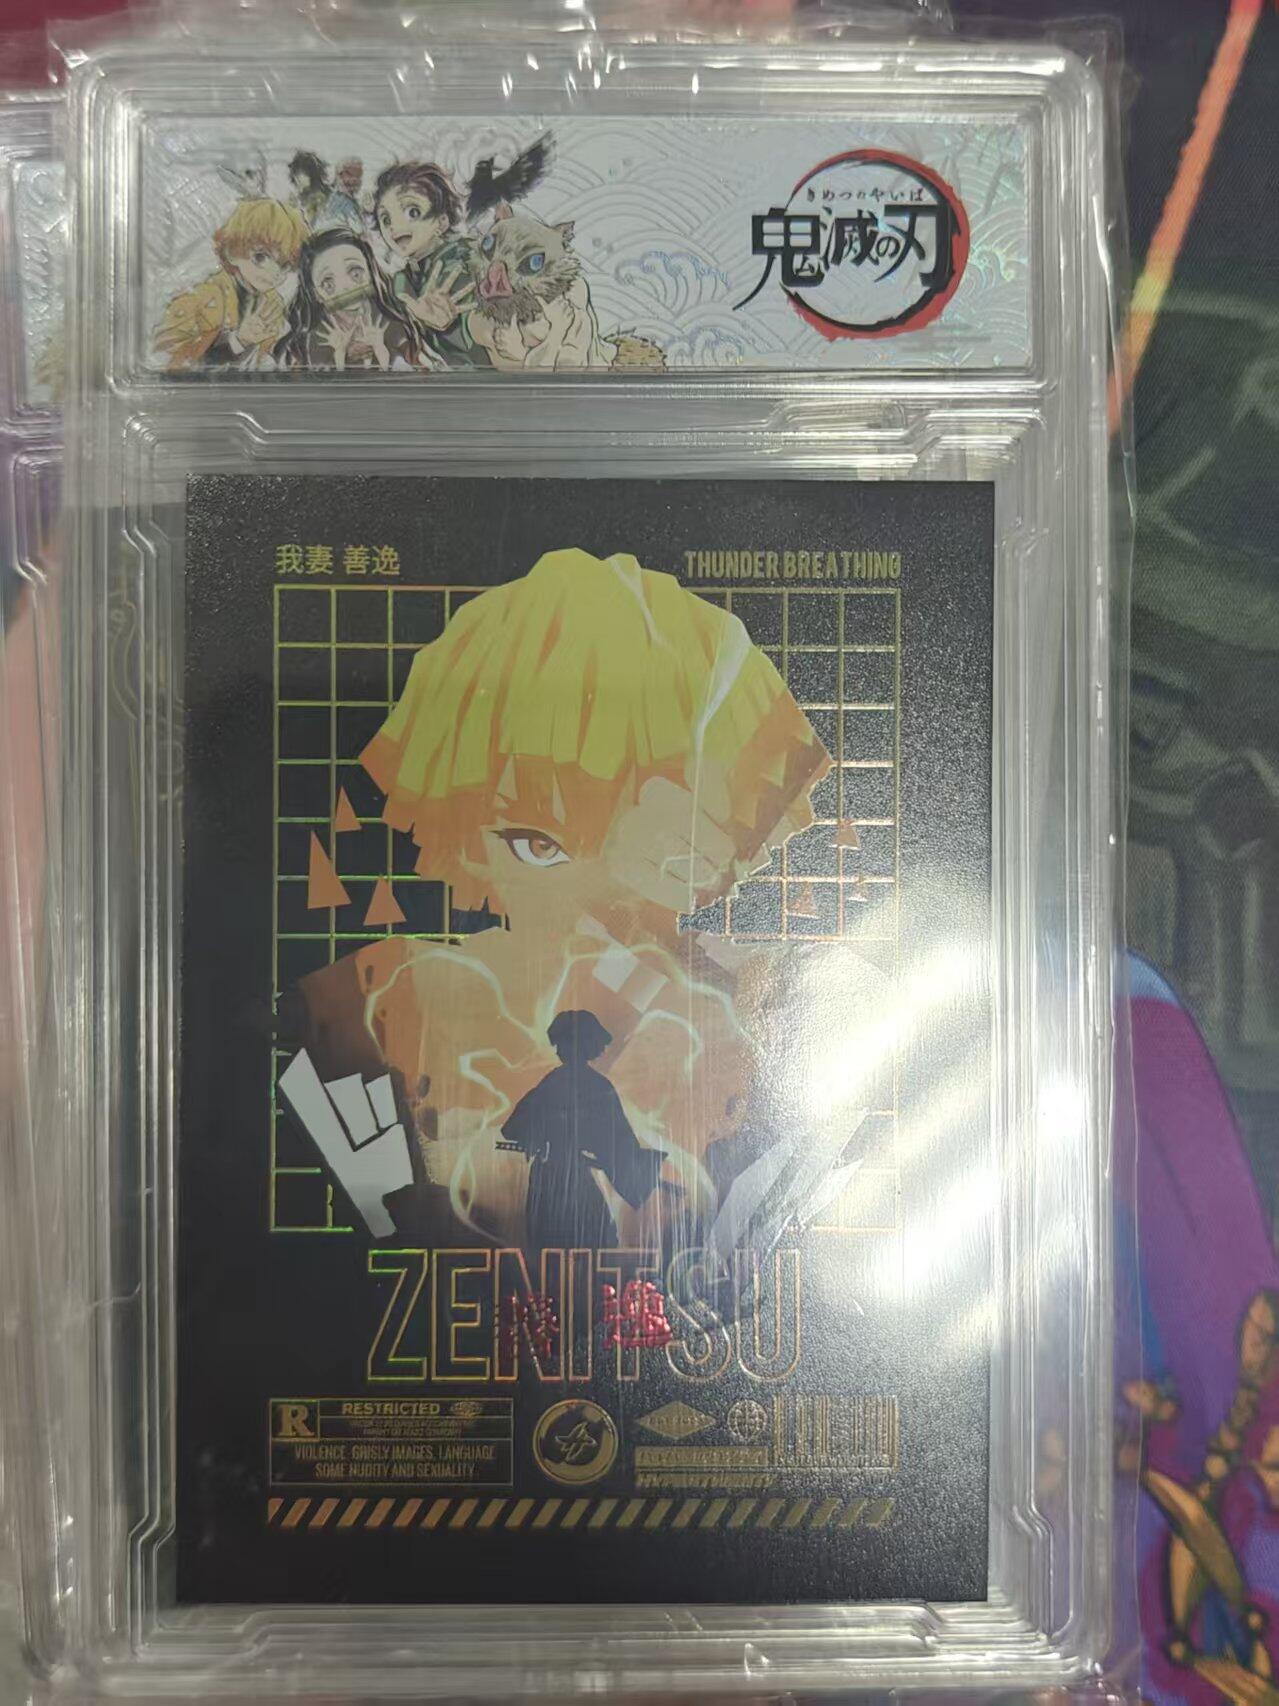 きめつのやいば
鬼滅の刃
我妻 善逸
THUNDER BREATHING
ZENITSU
R
RESTRICTED
VIOLENCE, GRISLY IMAGES, LANGUAGE
SOME NUDITY AND SEXUALITY